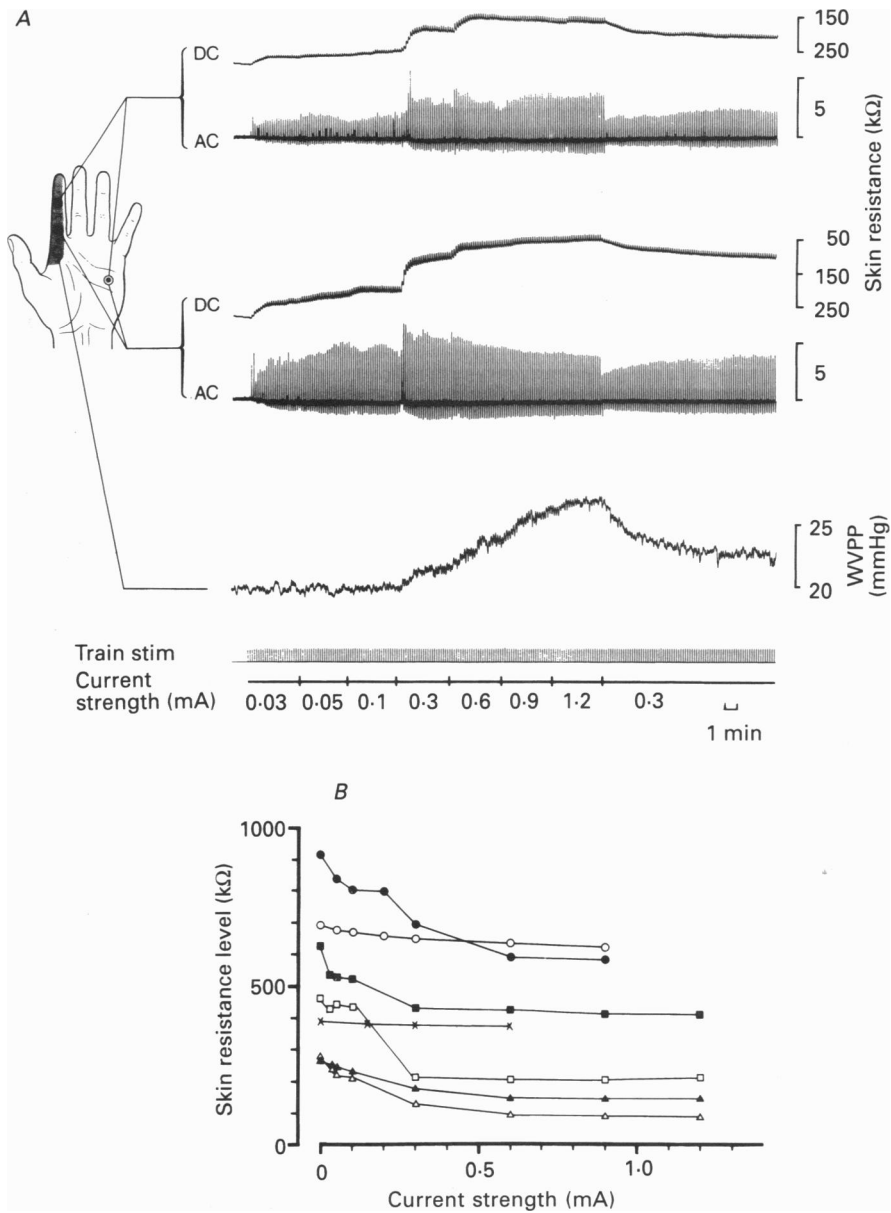 A
DC
AC
150
250
5
DC
AC
50
150
250
5
Skin resistance (kΩ)
25
20
WVPP
(mmHg)
Train stim
Current
strength (mA)
0·03 0·05 0·1 0·3 0·6 0·9 1·2 0·3
1 min
B
1000
500
0
Skin resistance level (kΩ)
0 0·5 1·0
Current strength (mA)